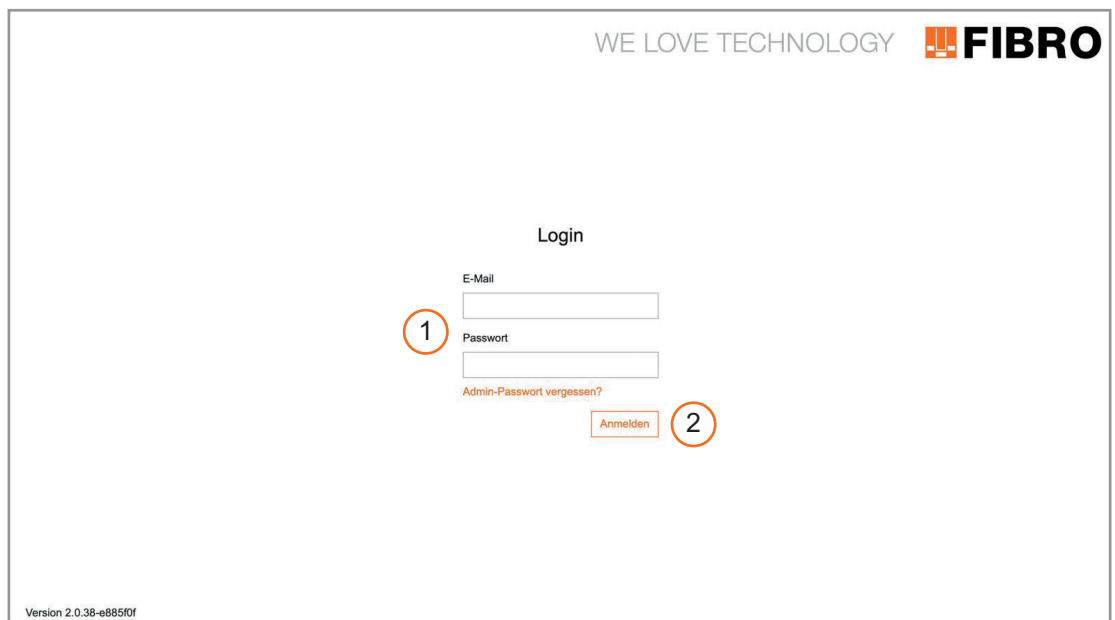 WE LOVE TECHNOLOGY FIBRO
Login
E-Mail
1
Passwort
Admin-Passwort vergessen?
Anmelden 2
Version 2.0.38-e885f0f